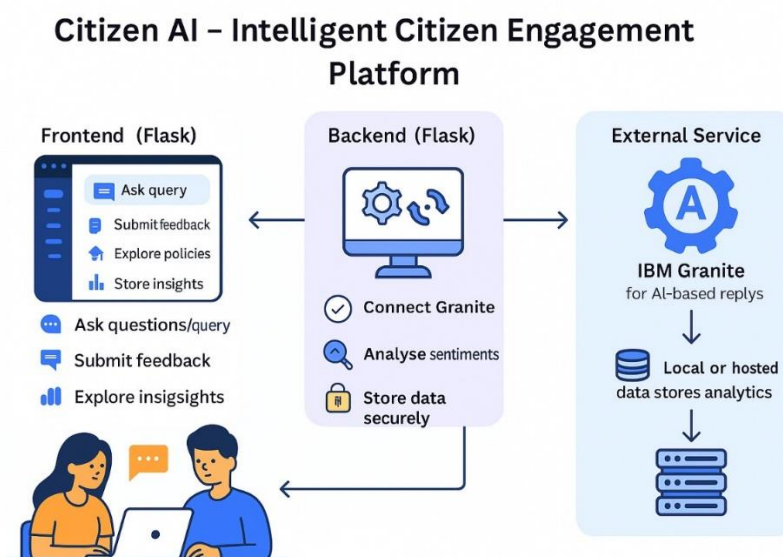 Citizen AI – Intelligent Citizen Engagement
Platform
Frontend (Flask)
Ask query
Submit feedback
Explore policies
Store insights
Ask questions/query
Submit feedback
Explore insigsights
Backend (Flask)
Connect Granite
Analyse sentiments
Store data
securely
External Service
A
IBM Granite
for AI-based replys
Local or hosted
data stores analytics